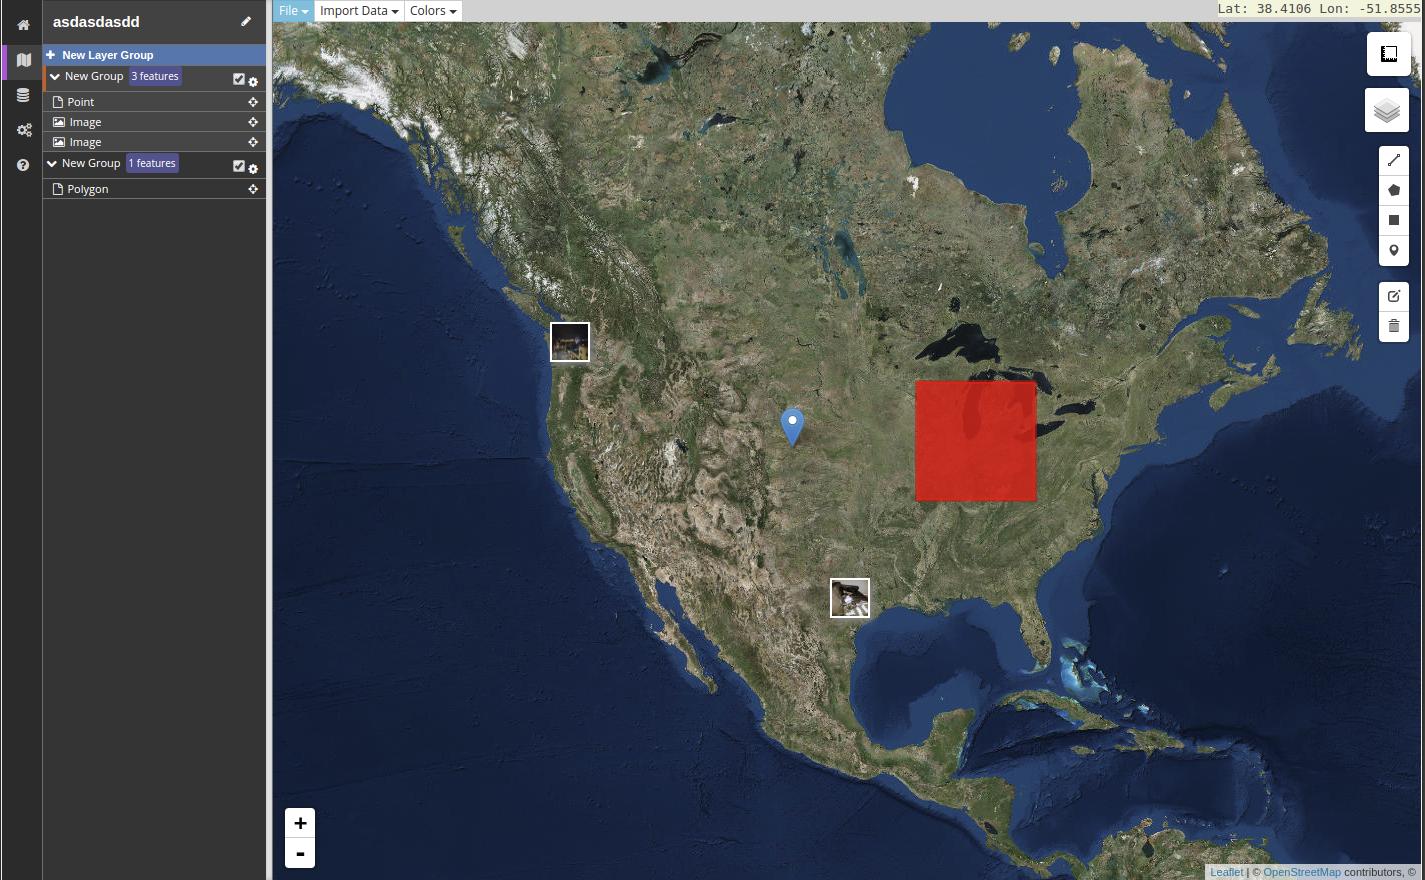 asdasdasdd
File Import Data Colors
Lat: 38.4106 Lon: -51.8555
+ New Layer Group
New Group 3 features
Point
Image
Image
New Group 1 features
Polygon
+
-
Leaflet | © OpenStreetMap contributors, ©